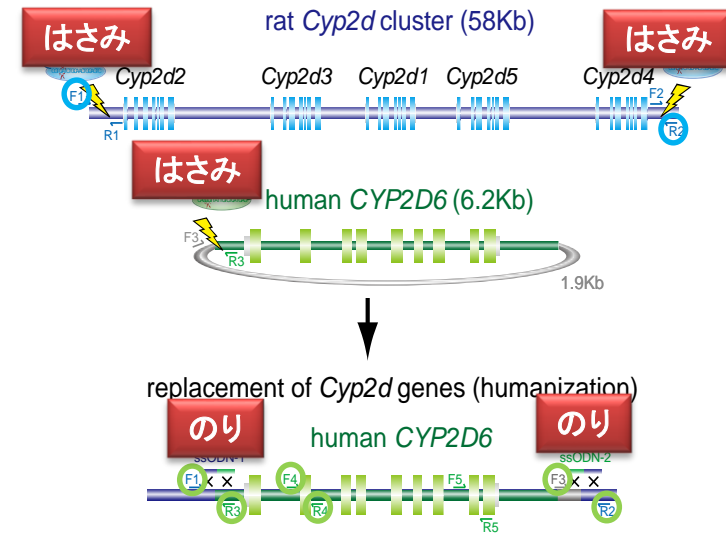 rat Cyp2d cluster (58Kb)
はさみ
はさみ
Cyp2d2 Cyp2d3 Cyp2d1 Cyp2d5 Cyp2d4
F1
F2
R1
R2
はさみ
human CYP2D6 (6.2Kb)
F3
R3
1.9Kb
replacement of Cyp2d genes (humanization)
のり
のり
human CYP2D6
ssODN-1
ssODN-2
F1 x x F4 F5 F3 x x
R3 R4 R5 R2